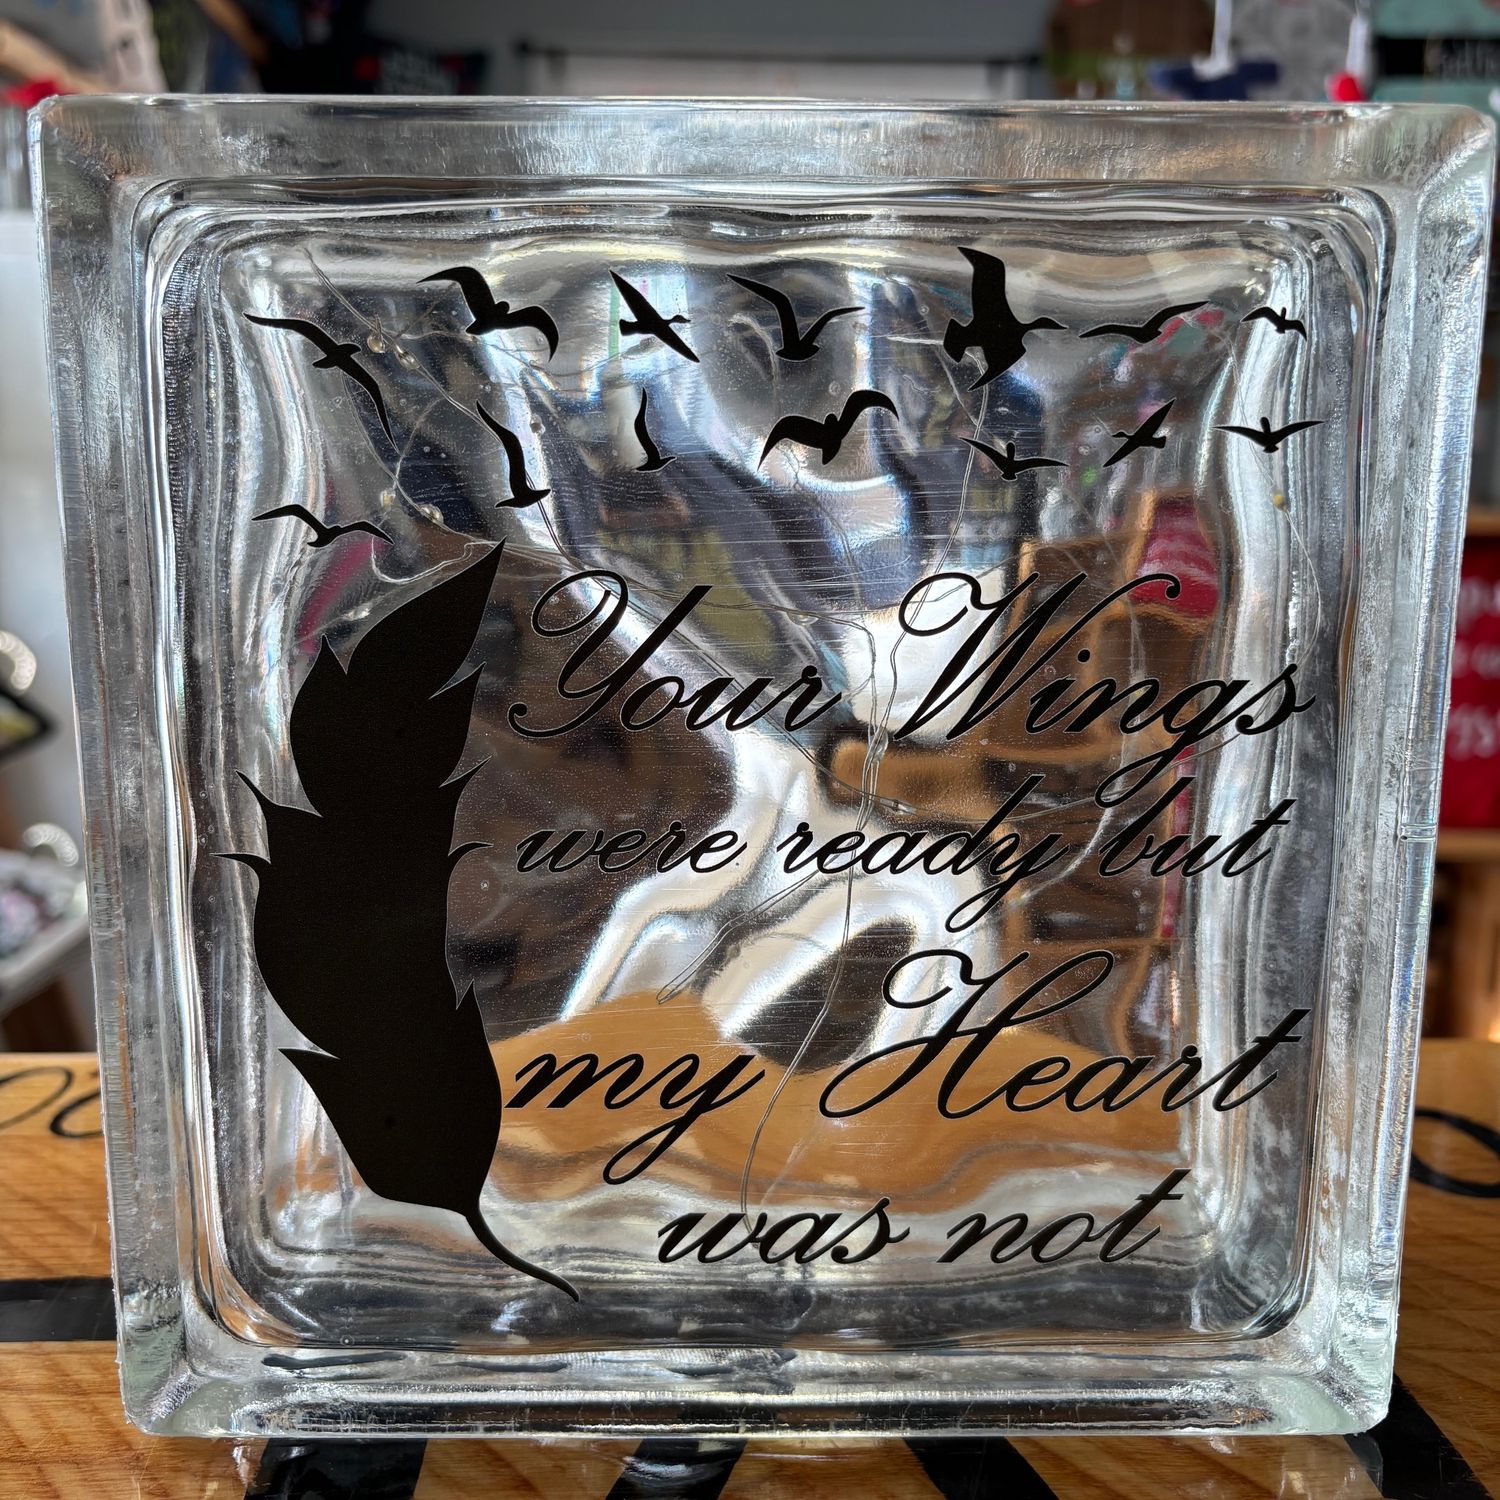 Your Wings
were ready but
my Heart
was not